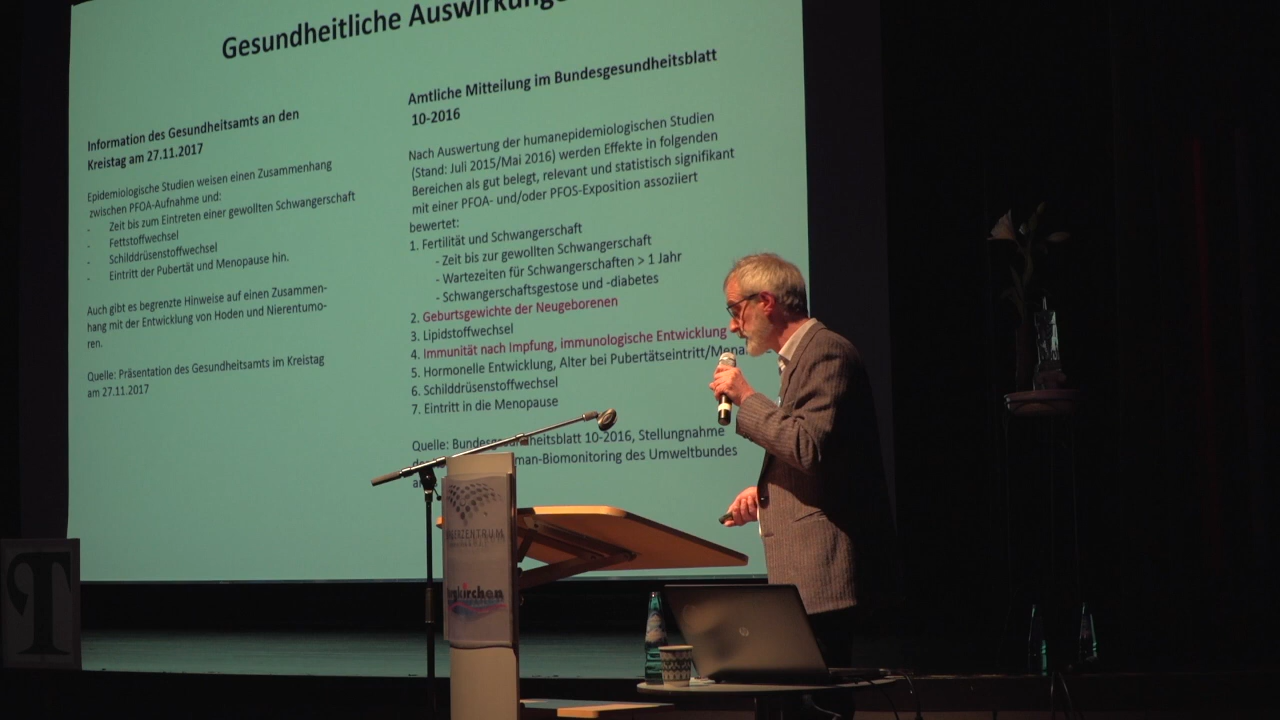 Gesundheitliche
Information des Gesundheitsamts an den
Kreistag am 27.11.2017
Epidemiologische Studien weisen einen Zusammenhang
zwischen PFOA-Aufnahme und:
- Zeit bis zum Eintreten einer gewollten Schwangerschaft
- Fettstoffwechsel
- Schilddrüsenstoffwechsel
- Eintritt der Pubertät und Menopause hin.
Auch gibt es begrenzte Hinweise auf einen Zusammen-
hang mit der Entwicklung von Hoden und Nierentumo-
ren.
Quelle: Präsentation des Gesundheitsamts im Kreistag
am 27.11.2017
Amtliche Mitteilung im Bundesgesundheitsblatt
10-2016
Nach Auswertung der humanepidemiologischen Studien
(Stand: Juli 2015/Mai 2016) werden Effekte in folgenden
Bereichen als gut belegt, relevant und statistisch signifikant
mit einer PFOA- und/oder PFOS-Exposition assoziiert
bewertet:
1. Fertilität und Schwangerschaft
- Zeit bis zur gewollten Schwangerschaft
- Wartezeiten für Schwangerschaften > 1 Jahr
- Schwangerschaftsgestose und -diabetes
2. Geburtsgewichte der Neugeborenen
3. Lipidstoffwechsel
4. Immunität nach Impfung, immunologische Entwicklung
5. Hormonelle Entwicklung, Alter bei Pubertätseintritt/Mena
6. Schilddrüsenstoffwechsel
7. Eintritt in die Menopause
Quelle: 10-2016, Stellungnahme
man-Biomonitoring des Umweltbundes
T
hp